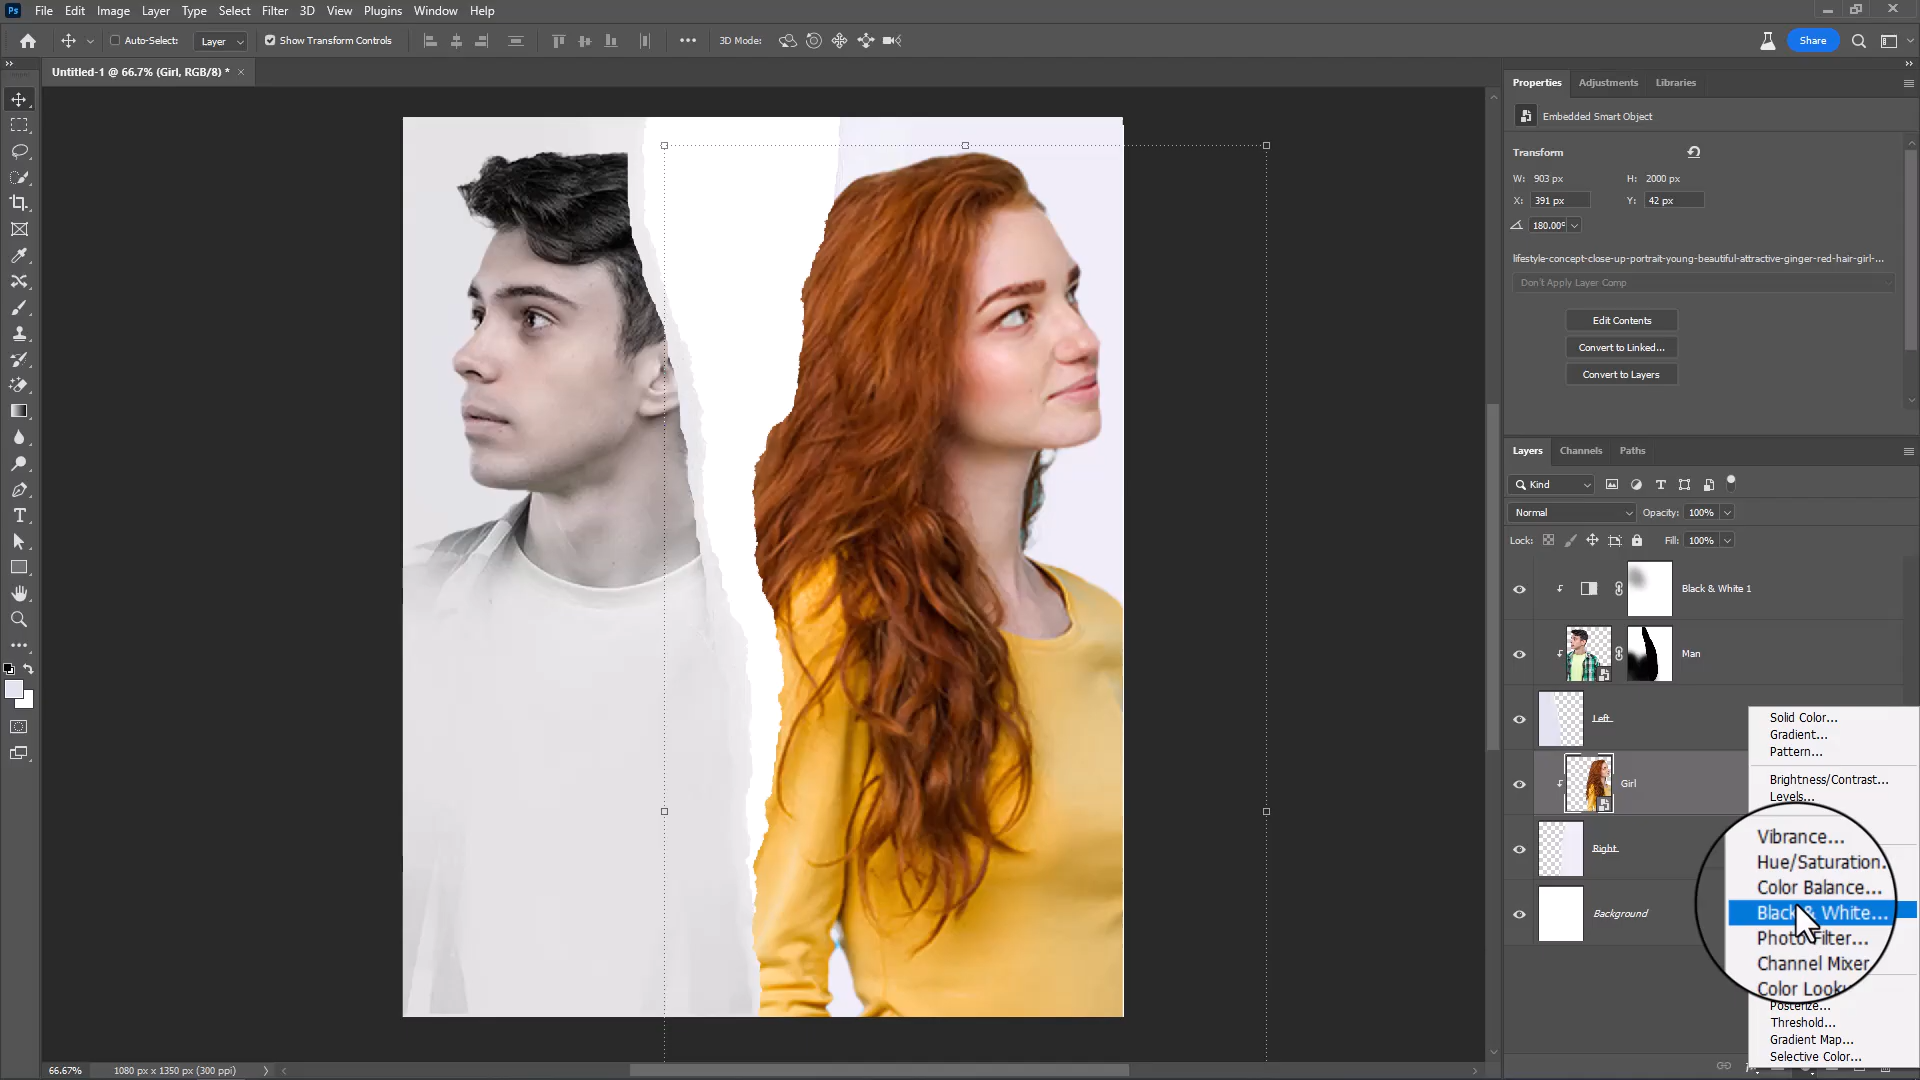 Ps File Edit Image Layer Type Select Filter 3D View Plugins Window Help
Auto-Select: Layer Show Transform Controls 3D Mode: Share
Untitled-1 @ 66.7% (Girl, RGB/8) *
Properties Adjustments Libraries
Embedded Smart Object
Transform
W: 903 px H: 2000 px
X: 391 px Y: 42 px
180.00°
lifestyle-concept-close-up-portrait-young-beautiful-attractive-ginger-red-hair-girl-...
Don't Apply Layer Comp
Edit Contents
Convert to Linked...
Convert to Layers
Layers Channels Paths
Kind
Normal Opacity: 100%
Lock: Fill: 100%
Black & White 1
Man
Left
Girl
Right
Background
Solid Color...
Gradient...
Pattern...
Brightness/Contrast...
Levels...
Vibrance...
Hue/Saturation.
Color Balance...
Black & White...
Photo Filter...
Channel Mixer
Color Looku
Posterize...
Threshold...
Gradient Map...
Selective Color...
66.67% 1080 px x 1350 px (300 ppi)